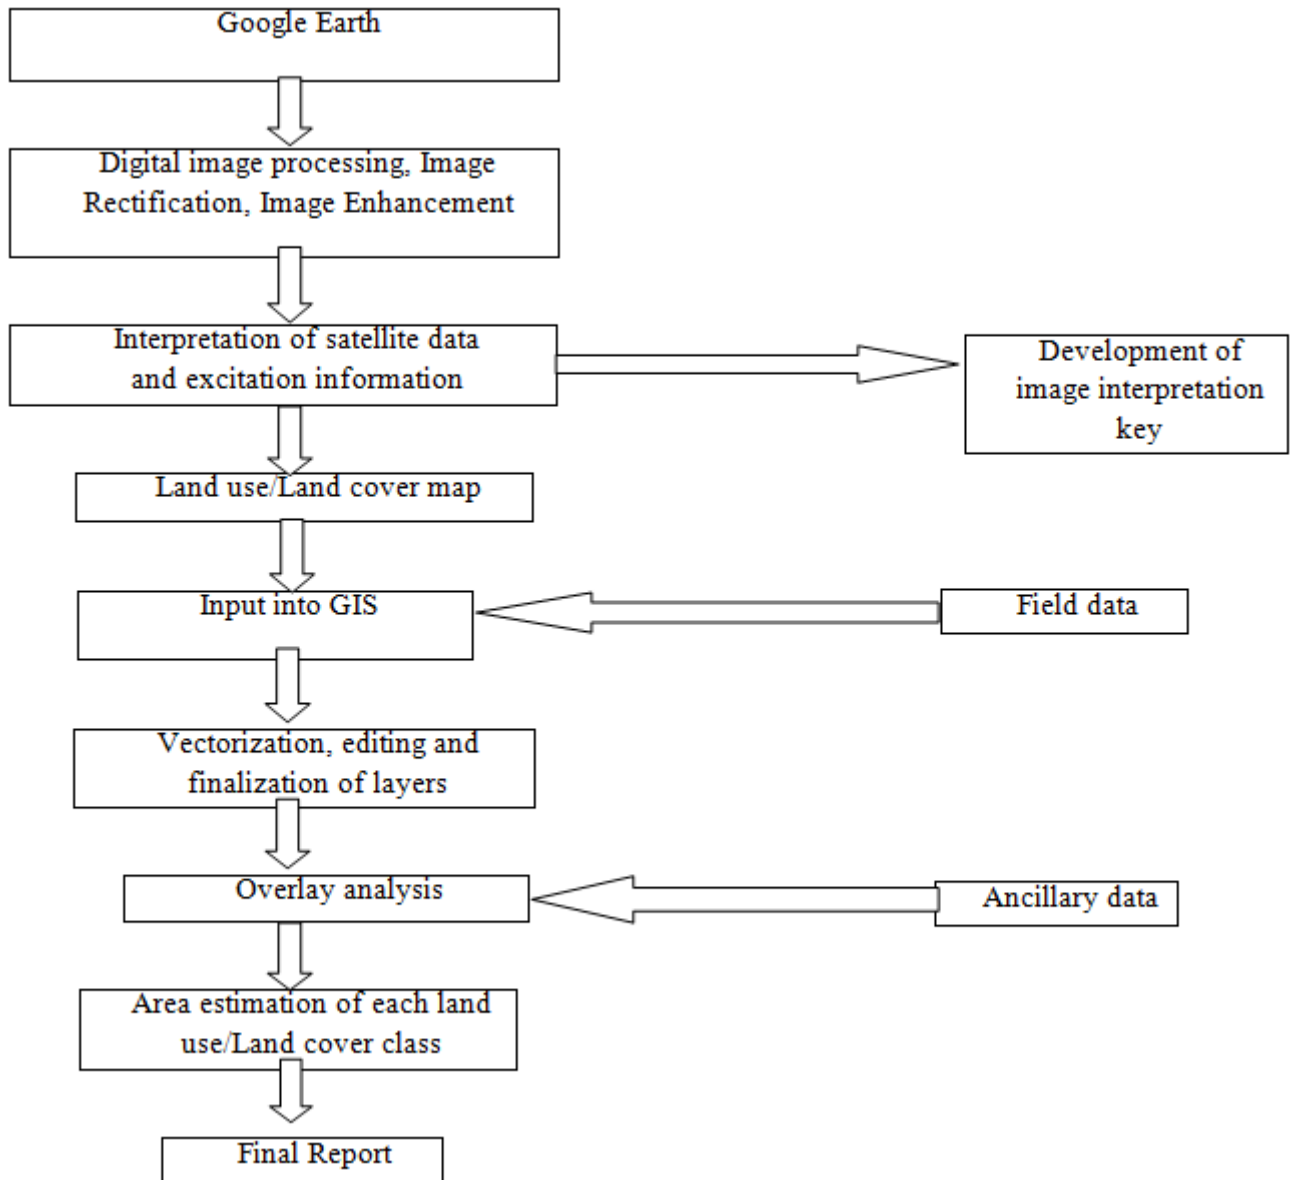 Google Earth
Digital image processing, Image
Rectification, Image Enhancement
Interpretation of satellite data
and excitation information
Development of
image interpretation
key
Land use/Land cover map
Input into GIS
Field data
Vectorization, editing and
finalization of layers
Overlay analysis
Ancillary data
Area estimation of each land
use/Land cover class
Final Report